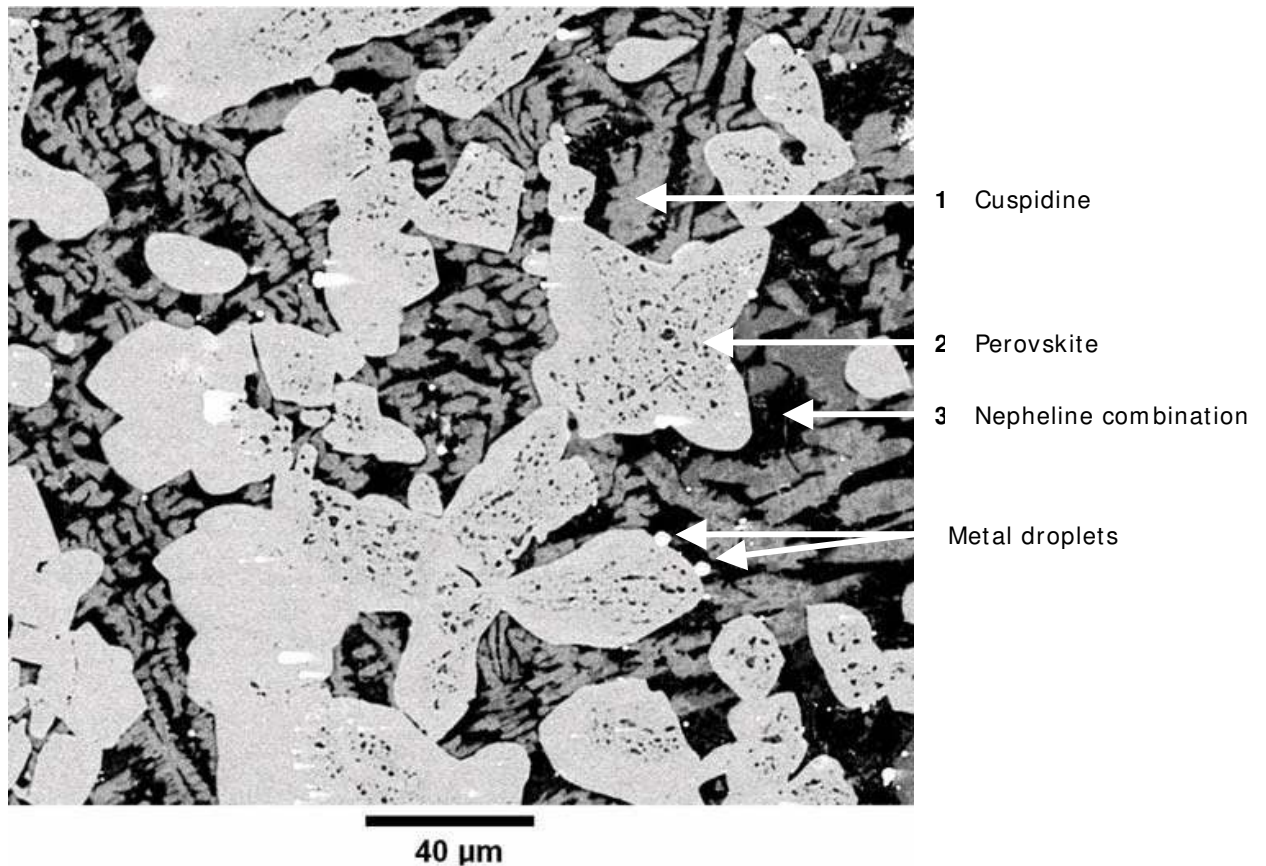 1 Cuspidine
2 Perovskite
3 Nepheline combination
Metal droplets
40 µm